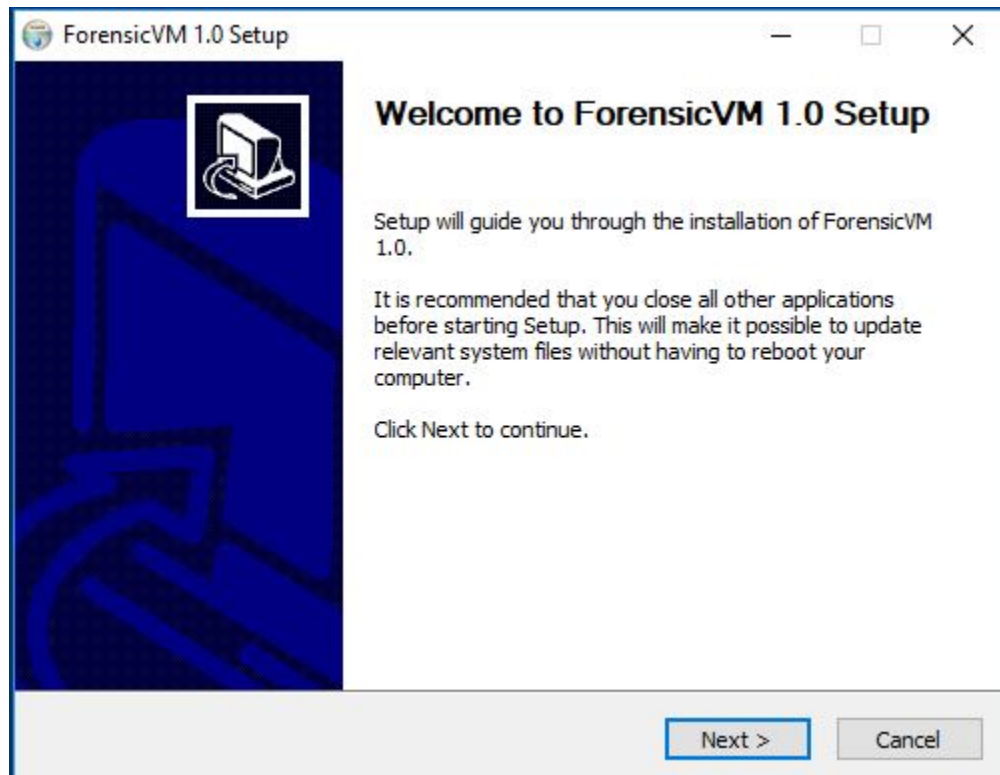 ForensicVM 1.0 Setup
Welcome to ForensicVM 1.0 Setup
Setup will guide you through the installation of ForensicVM
1.0.
It is recommended that you close all other applications
before starting Setup. This will make it possible to update
relevant system files without having to reboot your
computer.
Click Next to continue.
Next >
Cancel